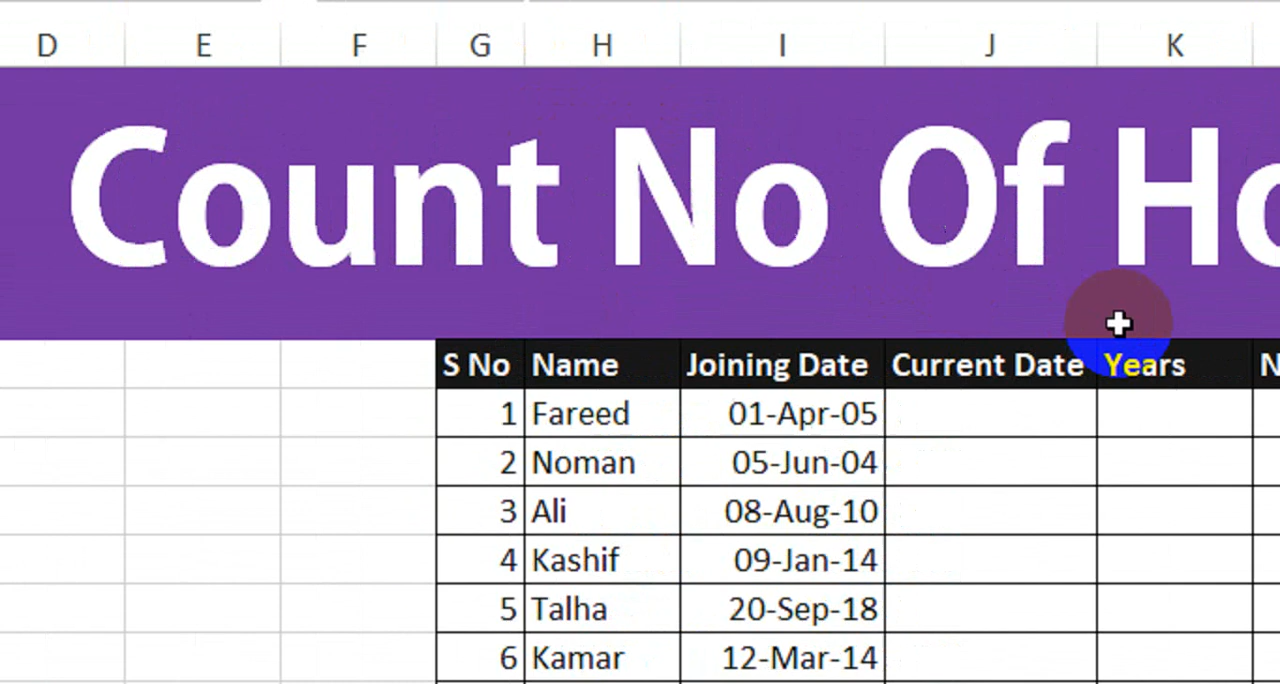 D E F G H I J K
Count No Of Ho
S No Name Joining Date Current Date Years N
1 Fareed 01-Apr-05
2 Noman 05-Jun-04
3 Ali 08-Aug-10
4 Kashif 09-Jan-14
5 Talha 20-Sep-18
6 Kamar 12-Mar-14